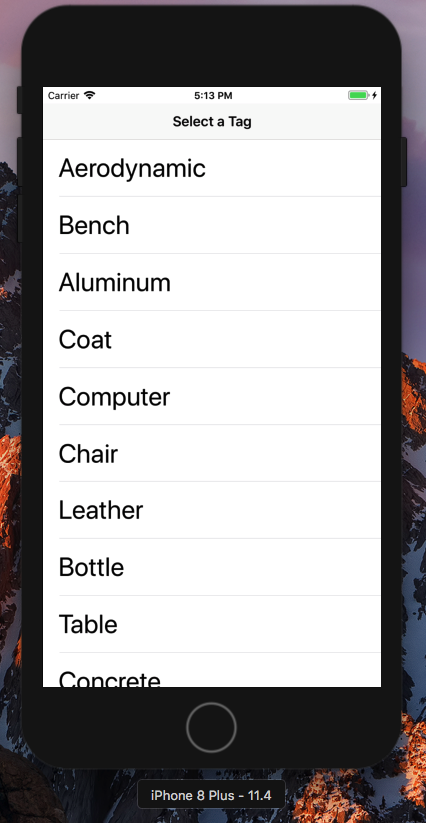 Carrier 5:13 PM
Select a Tag
Aerodynamic
Bench
Aluminum
Coat
Computer
Chair
Leather
Bottle
Table
Concrete
iPhone 8 Plus - 11.4